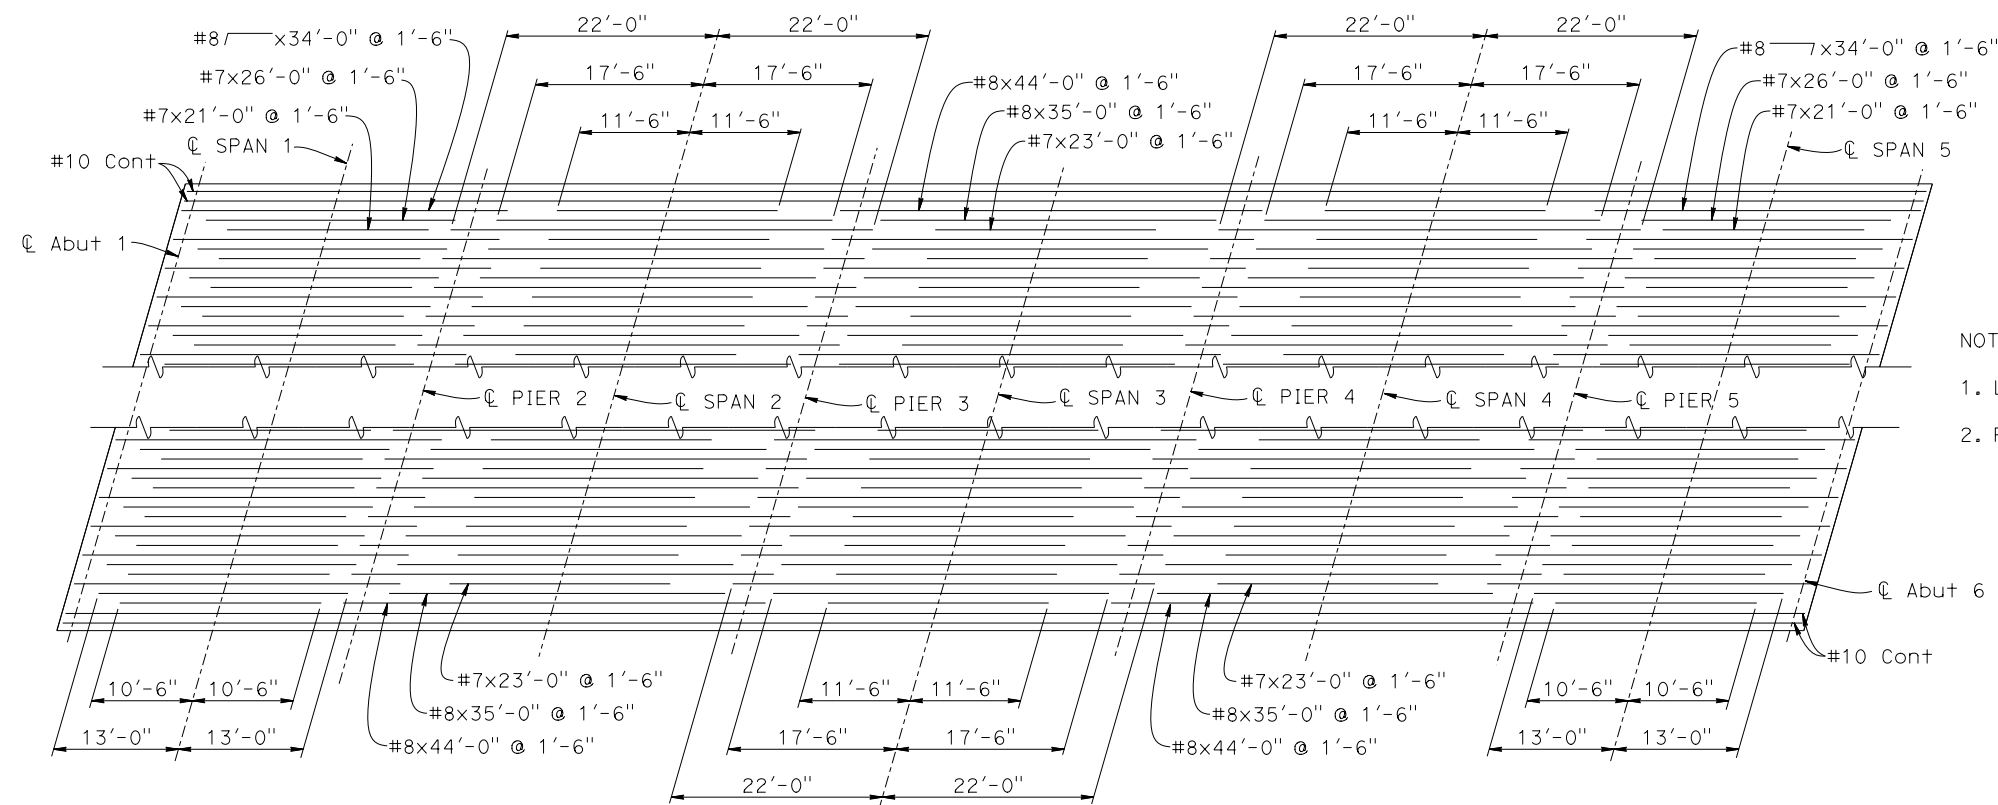 22'-0" 22'-0" 22'-0" 22'-0"
#8 x34'-0" @ 1'-6"
#8 x34'-0" @ 1'-6"
17'-6" 17'-6" 17'-6" 17'-6"
#7x26'-0" @ 1'-6"
#8x44'-0" @ 1'-6"
#7x26'-0" @ 1'-6"
#7x21'-0" @ 1'-6"
11'-6" 11'-6"
#8x35'-0" @ 1'-6"
11'-6" 11'-6"
#7x21'-0" @ 1'-6"
℄ SPAN 1
#7x23'-0" @ 1'-6"
℄ SPAN 5
#10 Cont
℄ Abut 1
NOT
1. L
2.
℄ PIER 2
℄ SPAN 2
℄ PIER 3
℄ SPAN 3
℄ PIER 4
℄ SPAN 4
℄ PIER 5
℄ Abut 6
#10 Cont
10'-6" 10'-6"
#7x23'-0" @ 1'-6"
11'-6" 11'-6"
#7x23'-0" @ 1'-6"
10'-6" 10'-6"
#8x35'-0" @ 1'-6"
#8x35'-0" @ 1'-6"
13'-0" 13'-0"
#8x44'-0" @ 1'-6"
17'-6" 17'-6"
#8x44'-0" @ 1'-6"
13'-0" 13'-0"
22'-0" 22'-0"